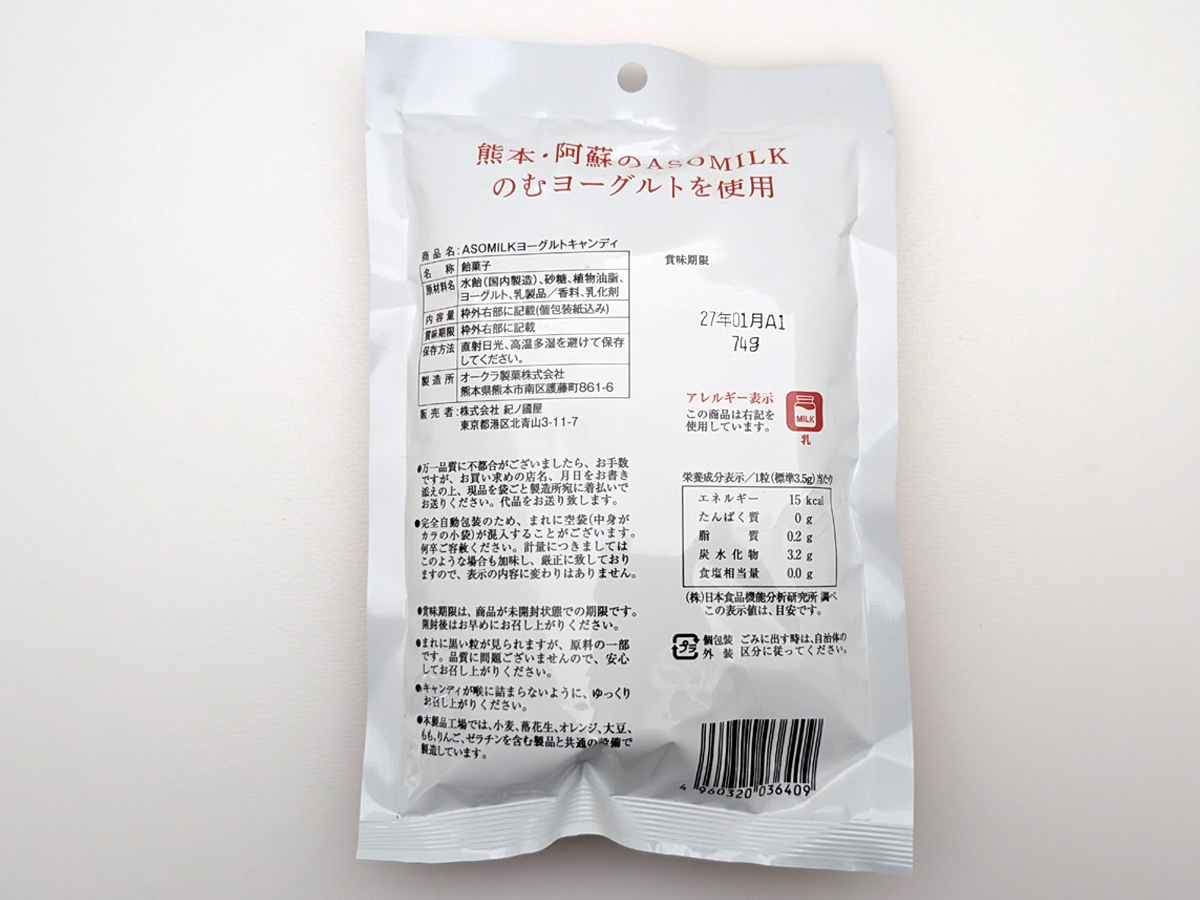 熊本・阿蘇のASOMILK
のむヨーグルトを使用
商品名:ASOMILKヨーグルトキャンディ
名称 飴菓子
原材料名 水飴(国内製造)、砂糖、植物油脂、
ヨーグルト、乳製品/香料、乳化剤
内容量 枠外右部に記載(個包装紙込み)
賞味期限 枠外右部に記載
保存方法 直射日光、高温多湿を避けて保存
してください。
製造所 オークラ製菓株式会社
熊本県熊本市南区護藤町861-6
販売者:株式会社 紀ノ國屋
東京都港区北青山3-11-7
●万一品質に不都合がございましたら、お手数
ですが、お買い求めの店名、月日をお書き
添えの上、現品を袋ごと製造所宛に着払いで
お送りください。代品をお送り致します。
●完全自動包装のため、まれに空袋(中身が
カラの小袋)が混入することがございます。
何卒ご容赦ください。計量につきましては
このような場合も加味し、厳正に致しており
ますので、表示の内容に変わりはありません。
●賞味期限は、商品が未開封状態での期限です。
開封後はお早めにお召し上がりください。
●まれに黒い粒が見られますが、原料の一部
です。品質に問題ございませんので、安心
してお召し上がりください。
●キャンディが喉に詰まらないように、ゆっくり
お召し上がりください。
●本製品工場では、小麦、落花生、オレンジ、大豆、
もも、りんご、ゼラチンを含む製品と共通の設備で
製造しています。
賞味期限
27年01月A1
74g
アレルギー表示
この商品は右記を
使用しています。
MILK
乳
栄養成分表示/1粒(標準3.5g)当たり
エネルギー 15 kcal
たんぱく質 0 g
脂質 0.2 g
炭水化物 3.2 g
食塩相当量 0.0 g
(株)日本食品機能分析研究所 調べ
この表示値は、目安です。
プラ
個包装 ごみに出す時は、自治体の
外装 区分に従ってください。
4 960320 036409